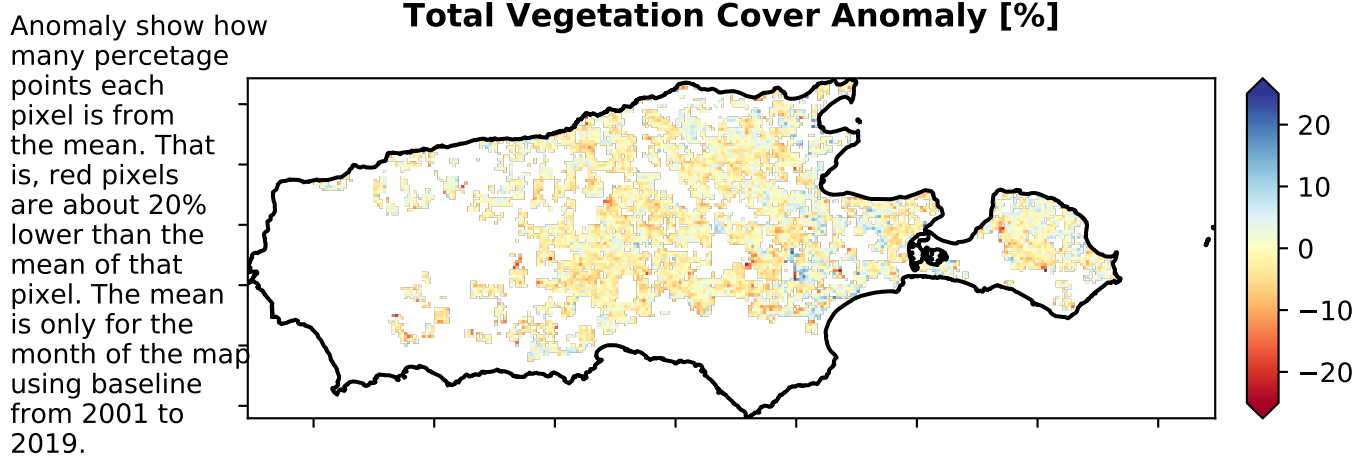 Total Vegetation Cover Anomaly [%]
Anomaly show how
many percetage
points each
pixel is from
the mean. That
is, red pixels
are about 20%
lower than the
mean of that
pixel. The mean
is only for the
month of the map
using baseline
from 2001 to
2019.
20
10
0
−10
−20